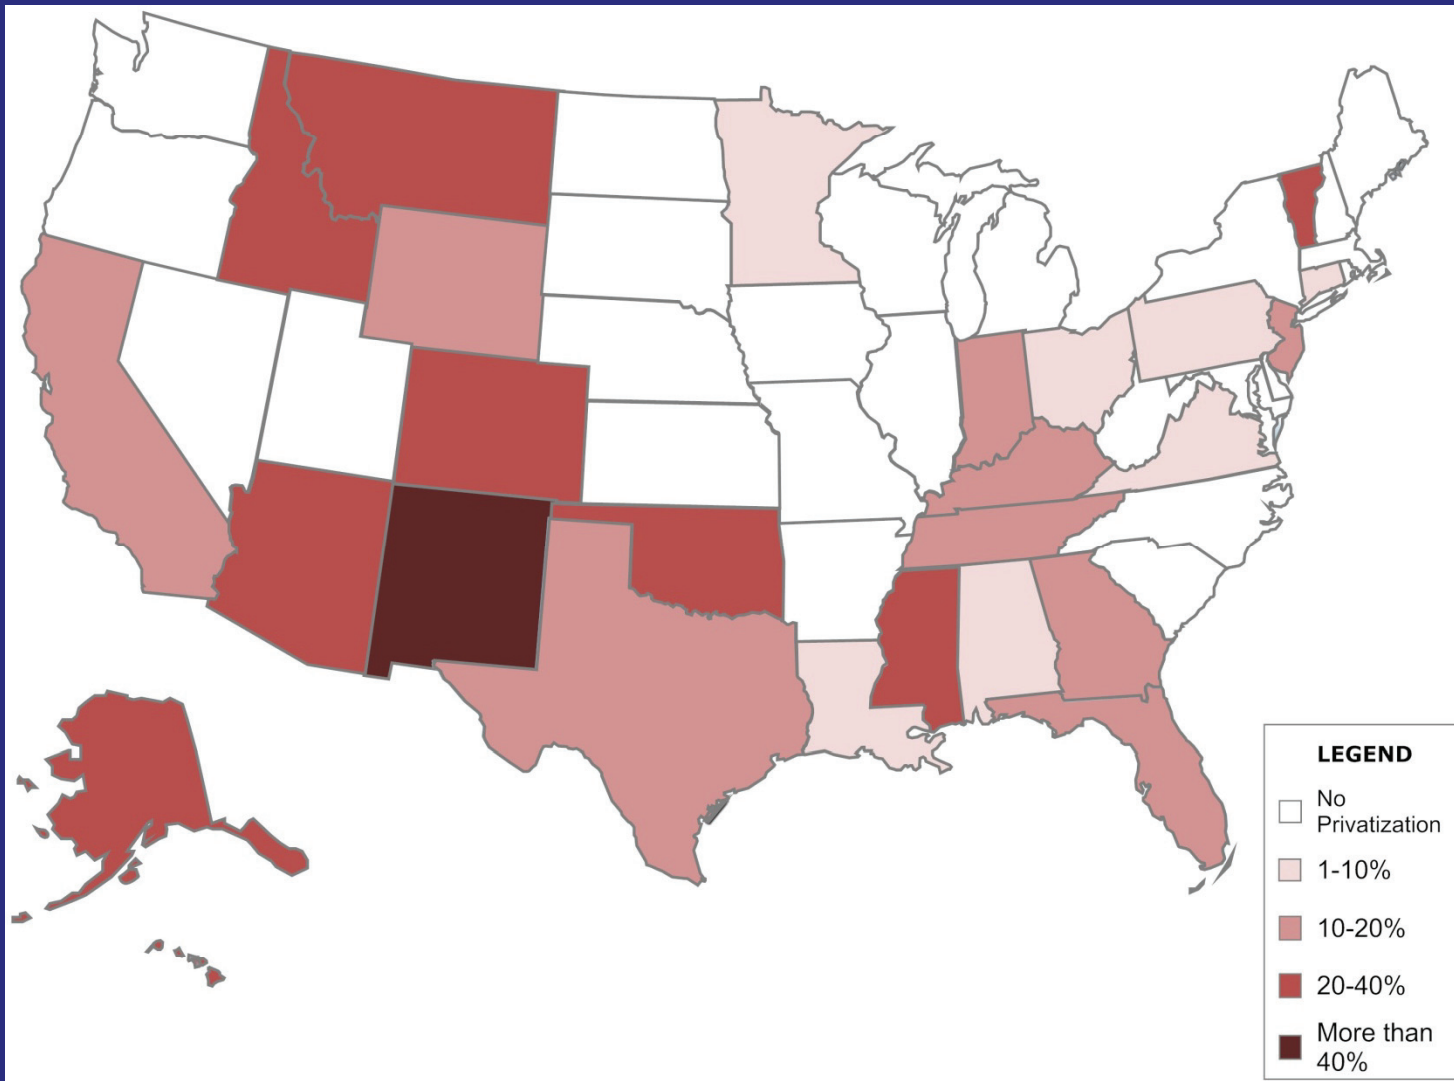 LEGEND
No
Privatization
1-10%
10-20%
20-40%
More than
40%